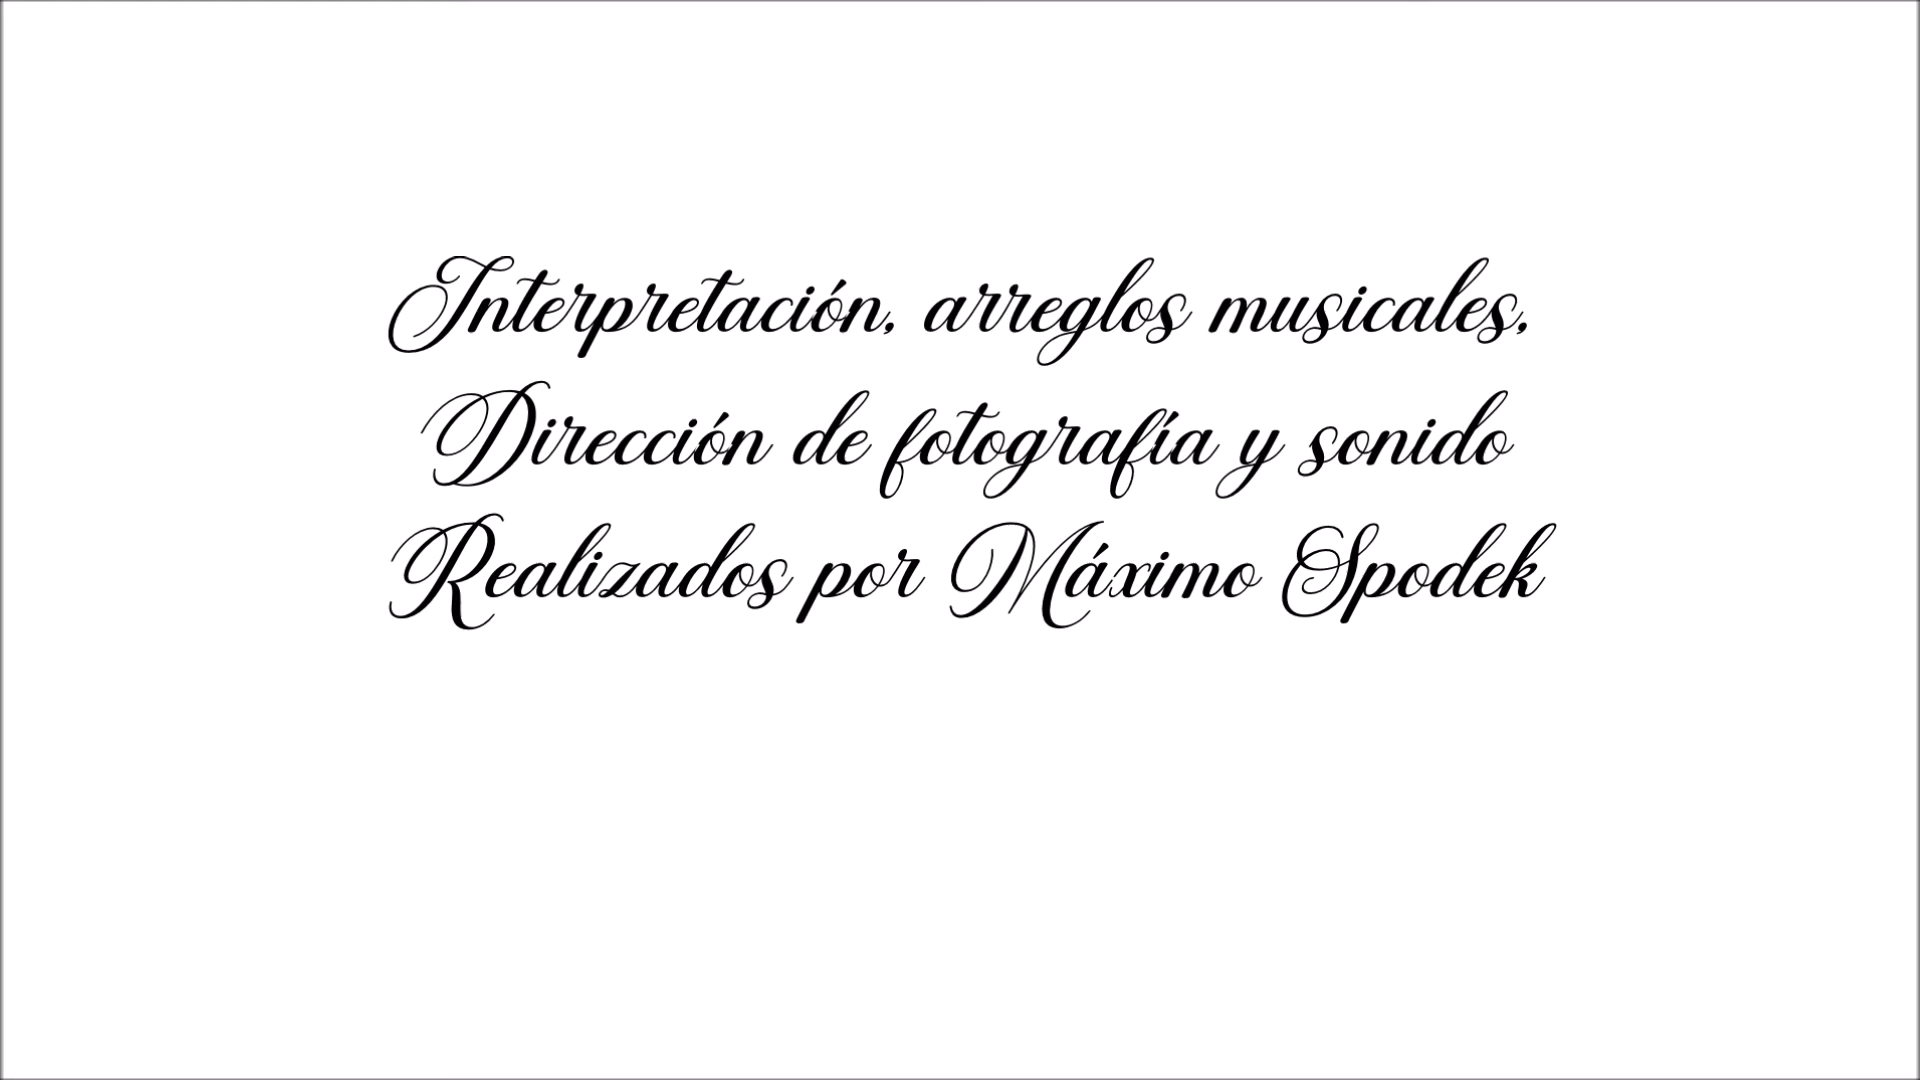 Interpretación, arreglos musicales,
Dirección de fotografía y sonido
Realizados por Máximo Spodek